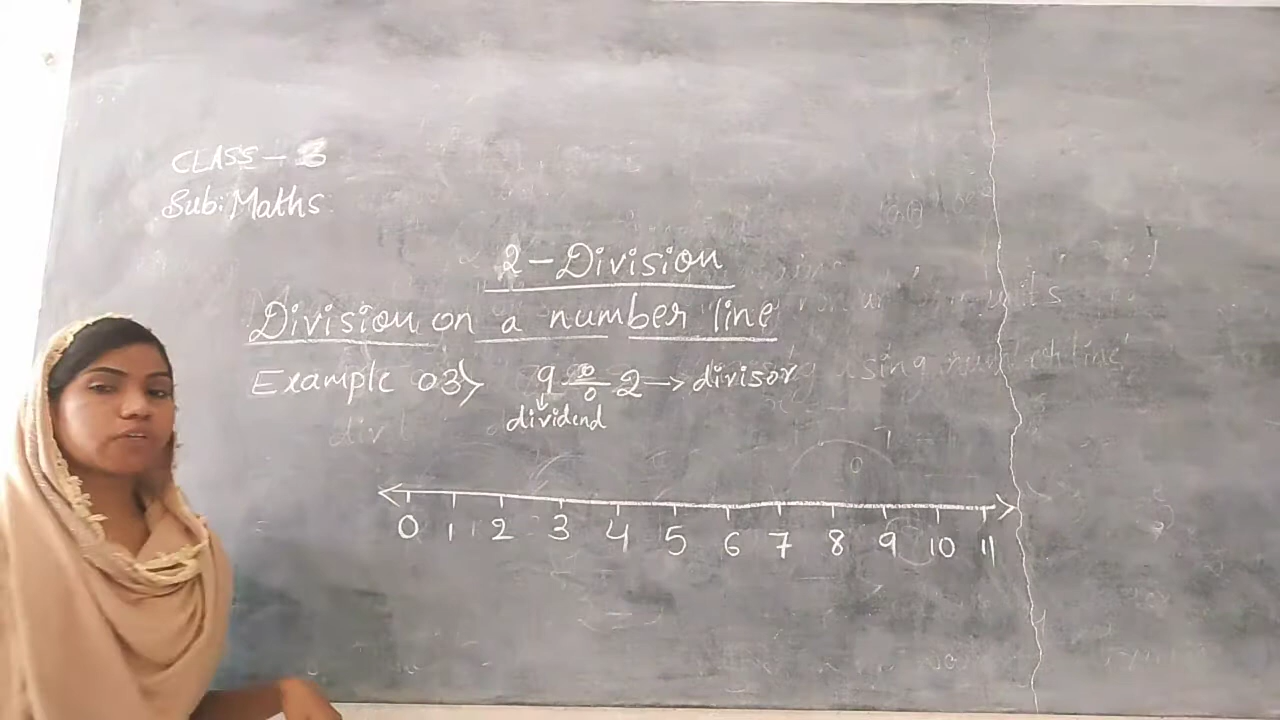 CLASS - 3
Sub: Maths
2 - Division
Division on a number line
Example 03> 9 ÷ 2 → divisor
dividend
0 1 2 3 4 5 6 7 8 9 10 11